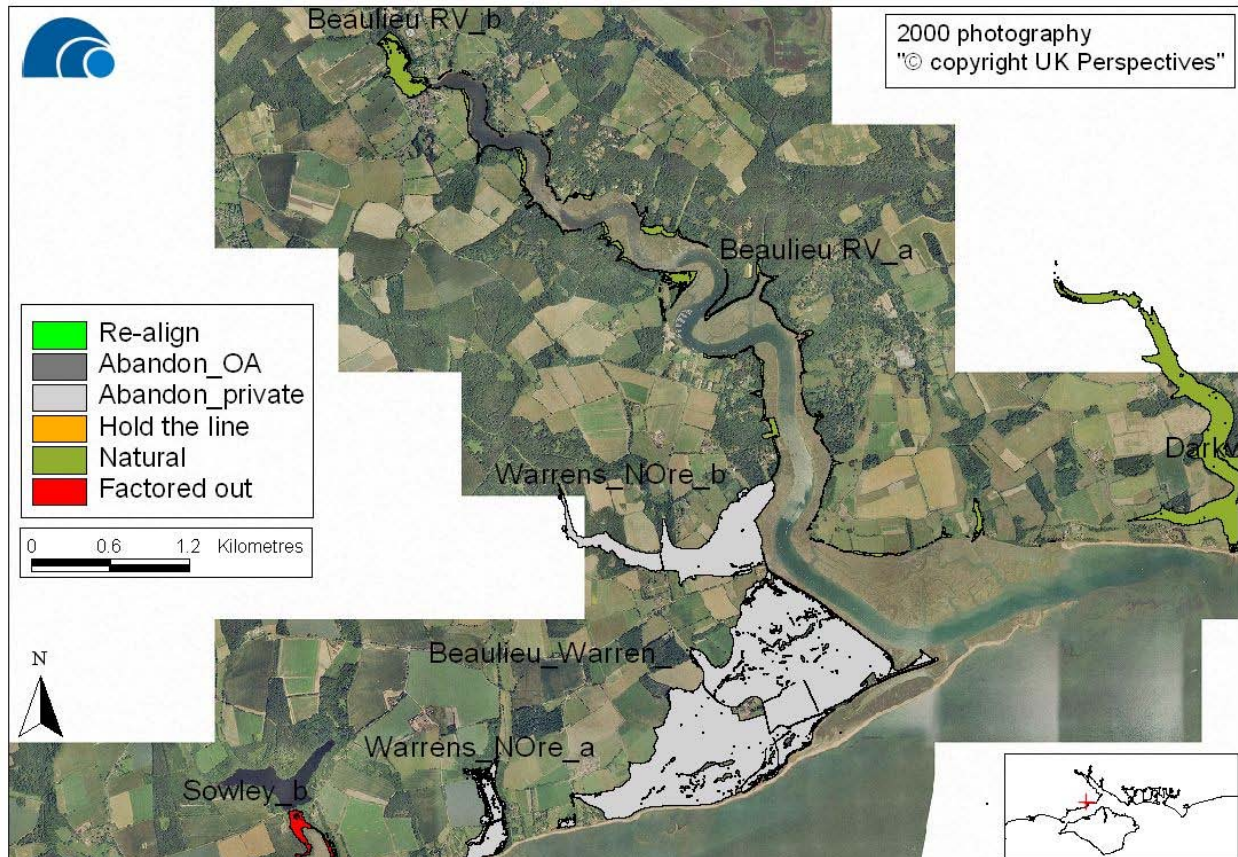 Beaulieu RV_b
2000 photography
"© copyright UK Perspectives"
Beaulieu RV_a
Re-align
Abandon_OA
Abandon_private
Hold the line
Natural
Factored out
0 0.6 1.2 Kilometres
Warrens_NOre_b
N
Beaulieu_Warren_
Warrens_NOre_a
Sowley_b